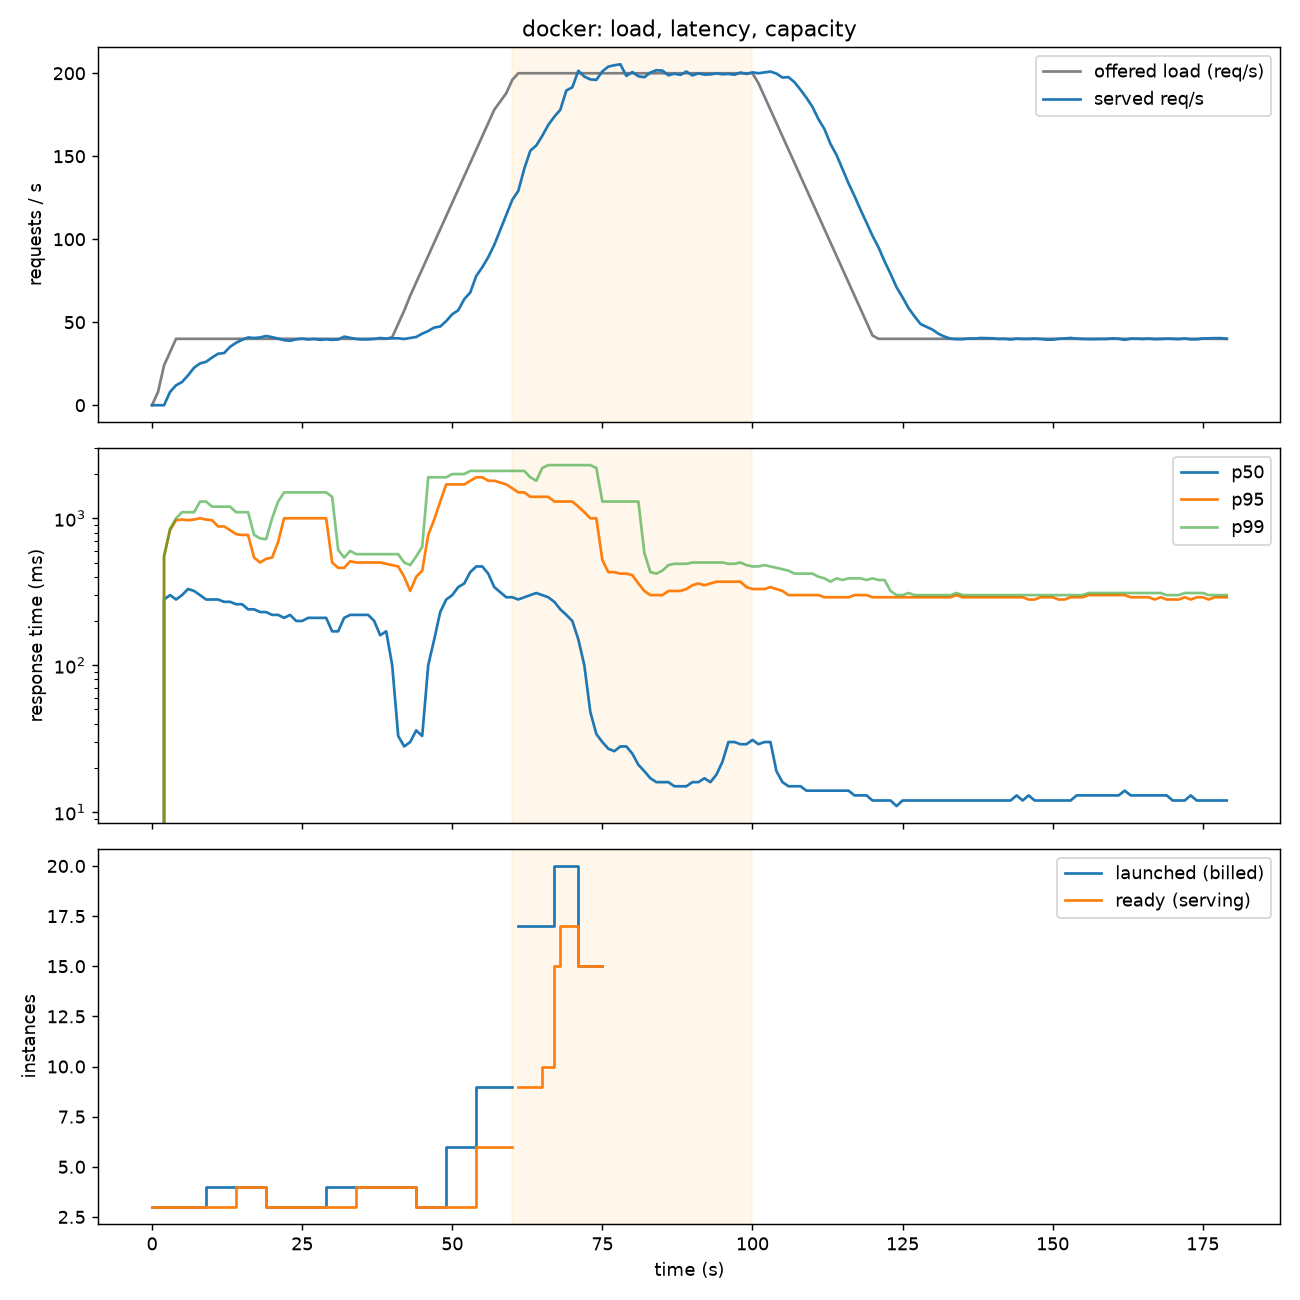 docker: load, latency, capacity
requests / s
200
150
100
50
0
offered load (req/s)
served req/s
response time (ms)
10³
10²
10¹
p50
p95
p99
instances
20.0
17.5
15.0
12.5
10.0
7.5
5.0
2.5
launched (billed)
ready (serving)
0 25 50 75 100 125 150 175
time (s)